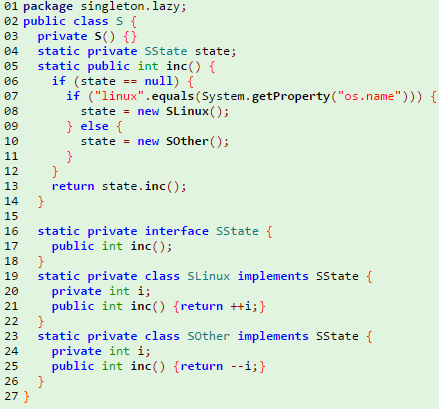 01 package singleton.lazy;
02 public class S {
03   private S() {}
04   static private SState state;
05   static public int inc() {
06     if (state == null) {
07       if ("linux".equals(System.getProperty("os.name"))) {
08         state = new SLinux();
09       } else {
10         state = new SOther();
11       }
12     }
13     return state.inc();
14   }
15
16   static private interface SState {
17     public int inc();
18   }
19   static private class SLinux implements SState {
20     private int i;
21     public int inc() {return ++i;}
22   }
23   static private class SOther implements SState {
24     private int i;
25     public int inc() {return --i;}
26   }
27 }